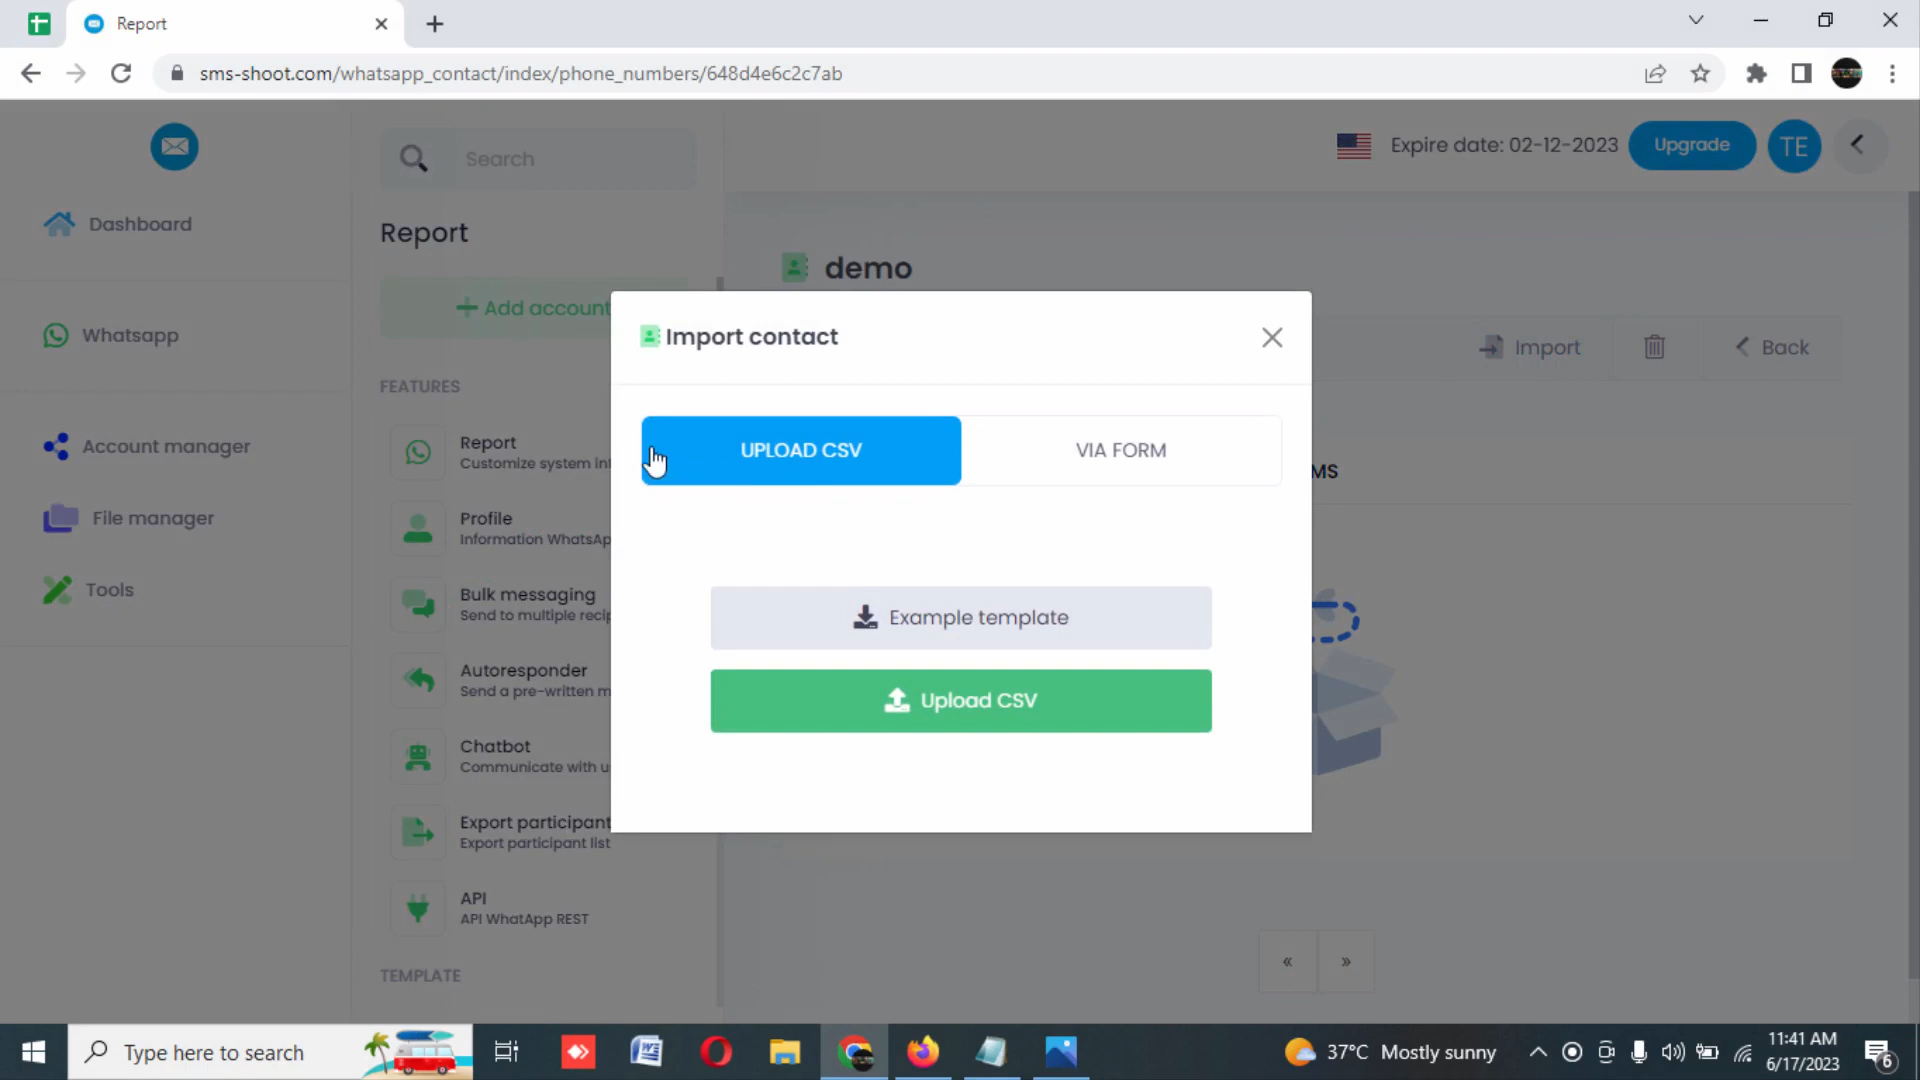 Report
sms-shoot.com/whatsapp_contact/index/phone_numbers/648d4e6c2c7ab
Search
Expire date: 02-12-2023
Upgrade
TE
Dashboard
Whatsapp
Account manager
File manager
Tools
Report
Add account
FEATURES
Report
Customize system inf
Profile
Information WhatsAp
Bulk messaging
Send to multiple recip
Autoresponder
Send a pre-written m
Chatbot
Communicate with u
Export participant
Export participant list
API
API WhatApp REST
TEMPLATE
demo
Import
Back
MS
Import contact
UPLOAD CSV
VIA FORM
Example template
Upload CSV
«
»
Type here to search
37°C Mostly sunny
11:41 AM
6/17/2023
6